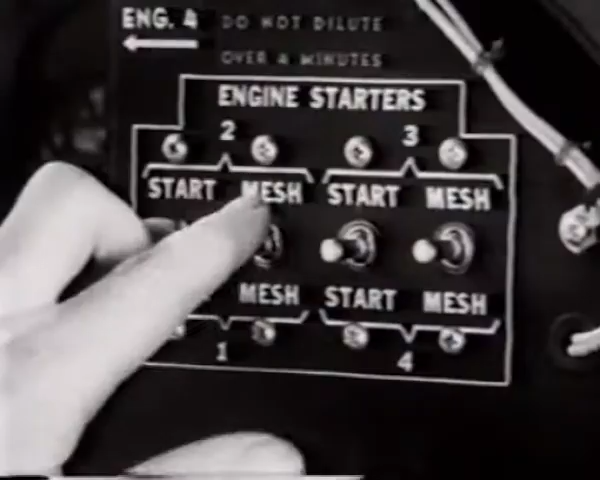 ENG. 4 DO NOT DILUTE
OVER 4 MINUTES
ENGINE STARTERS
2 3
START MESH START MESH
MESH START MESH
1 4